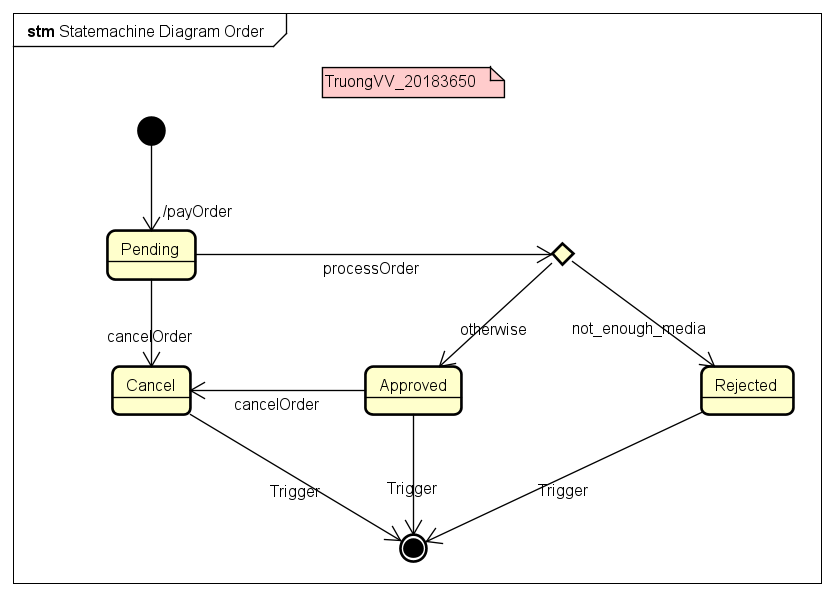 stm Statemachine Diagram Order
TruongVV_20183650
/payOrder
Pending
processOrder
otherwise
not_enough_media
cancelOrder
Cancel
Approved
Rejected
cancelOrder
Trigger
Trigger
Trigger